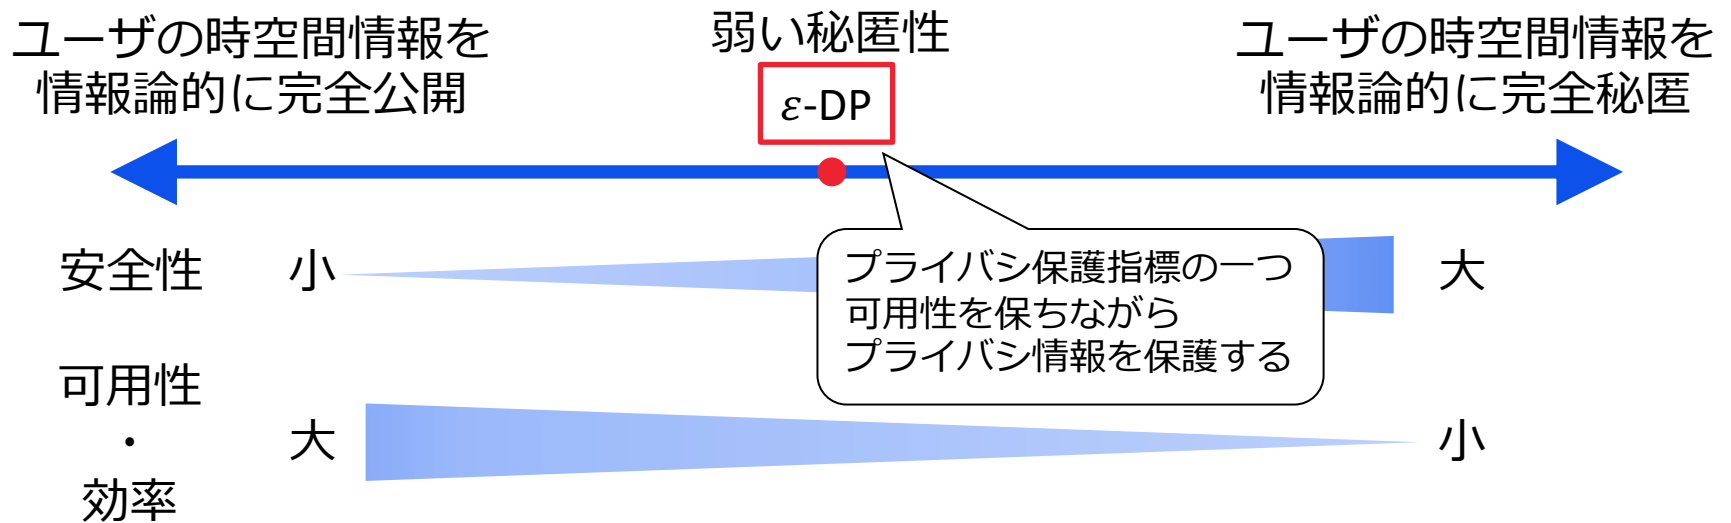 ユーザの時空間情報を
情報論的に完全公開
弱い秘匿性
ε-DP
ユーザの時空間情報を
情報論的に完全秘匿
安全性
小
プライバシ保護指標の一つ
可用性を保ちながら
プライバシ情報を保護する
大
可用性
・
効率
大
小